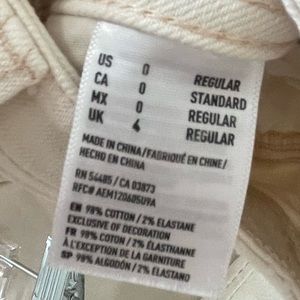 US 0 REGULAR
CA 0 STANDARD
MX 0 REGULAR
UK 4 REGULAR
MADE IN CHINA/FABRIQUÉ EN CHINE/
HECHO EN CHINA
RN 54485/CA 03873
RFC# AEM120605U9A
EN 98% COTTON / 2% ELASTANE
EXCLUSIVE OF DECORATION
FR 98% COTON / 2% ÉLASTHANNE
À L'EXCEPTION DE LA GARNITURE
SP 98% ALGODÓN / 2% ELASTANO